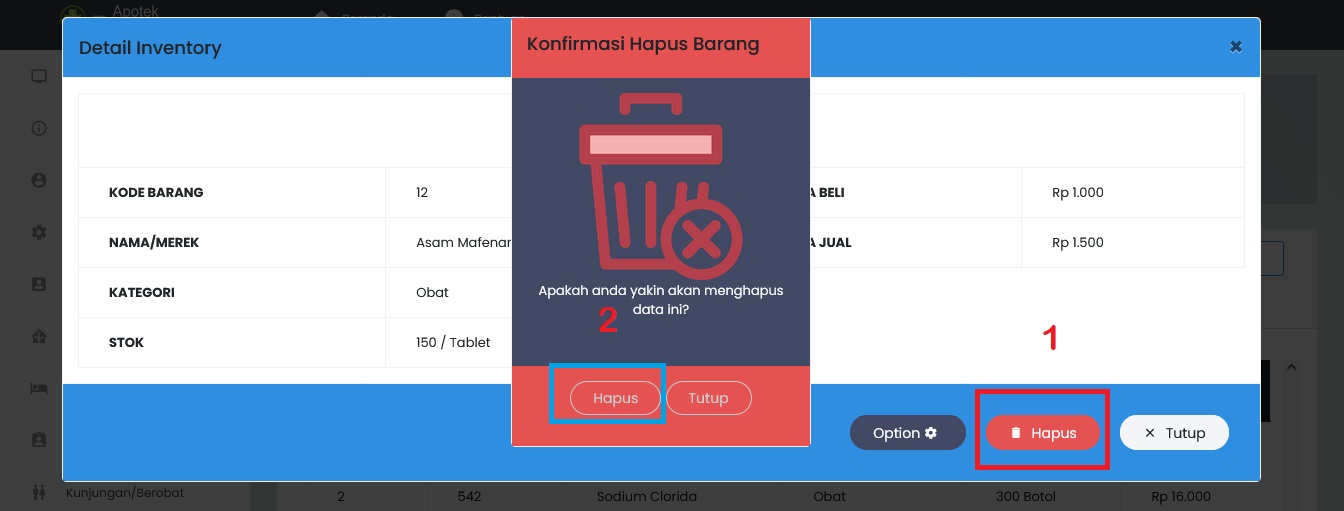 Apotek
Beranda
Detail Inventory
Konfirmasi Hapus Barang
KODE BARANG
12
A BELI
Rp 1.000
NAMA/MEREK
Asam Mafenar
A JUAL
Rp 1.500
KATEGORI
Obat
Apakah anda yakin akan menghapus
data ini?
2
1
STOK
150 / Tablet
Hapus
Tutup
Option
Hapus
Tutup
Kunjungan/Berobat
2
542
Sodium Clorida
Obat
300 Botol
Rp 16.000